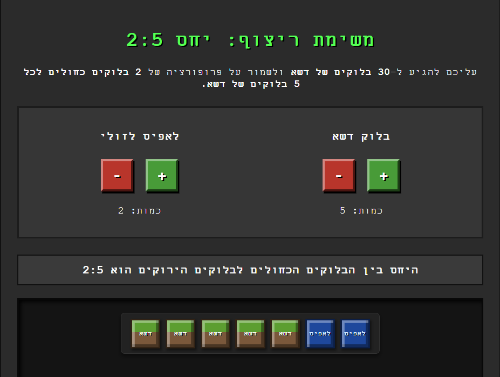 משימת ריצוף: יחס 2:5
עליכם להגיע ל-30 בלוקים של דשא ולשמור על פרופורציה של 2 בלוקים כחולים לכל
5 בלוקים של דשא.
בלוק דשא
לאפיס לזולי
+ -
+ -
כמות: 5
כמות: 2
היחס בין הבלוקים הכחולים לבלוקים הירוקים הוא 2:5
דשא דשא דשא דשא דשא לאפיס לאפיס